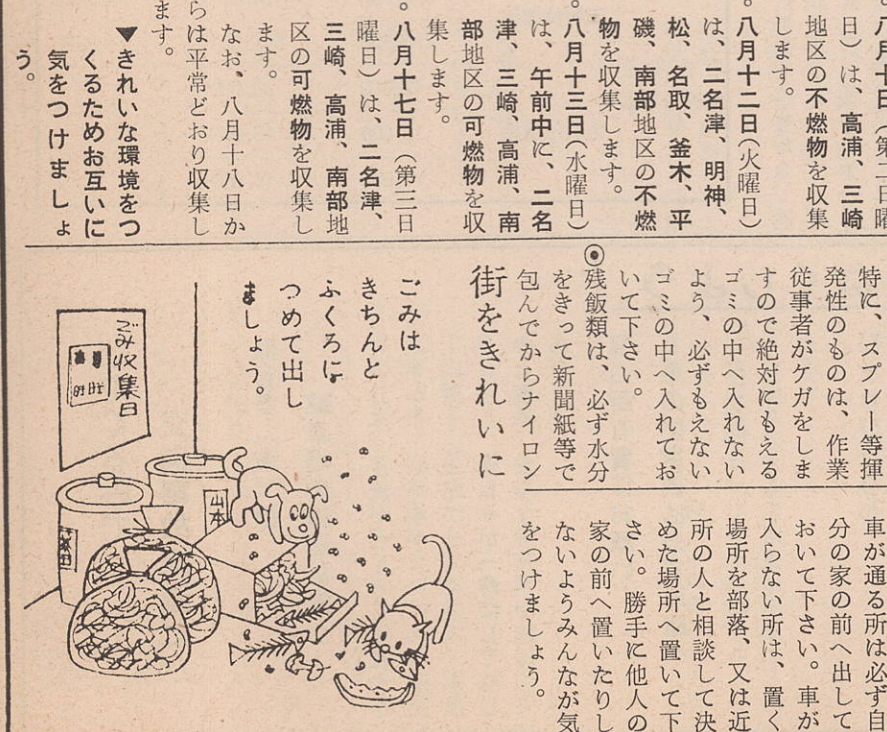 。八月十日(第二日曜
日)は、高浦、三崎
地区の不燃物を収集
します。
。八月十二日(火曜日)
は、二名津、明神、
松、名取、釜木、平
磯、南部地区の不燃
物を収集します。
。八月十三日(水曜日)
は、午前中に、二名
津、三崎、高浦、南
部地区の可燃物を収
集します。
。八月十七日(第三日
曜日)は、二名津、
三崎、高浦、南部地
区の可燃物を収集し
ます。
なお、八月十八日か
らは平常どおり収集し
ます。
▼きれいな環境をつ
くるためお互いに
気をつけましょ
う。
特に、スプレー等揮
発性のものは、作業
従事者がケガをしま
すので絶対にもえる
ゴミの中へ入れない
よう、必ずもえない
ゴミの中へ入れてお
いて下さい。
◉残飯類は、必ず水分
をきって新聞紙等で
包んでからナイロン
車が通る所は必ず自
分の家の前へ出して
おいて下さい。車が
入らない所は、置く
場所を部落、又は近
所の人と相談して決
めた場所へ置いて下
さい。勝手に他人の
家の前へ置いたりし
ないようみんなが気
をつけましょう。
街をきれいに
ごみは
きちんと
ふくろに
つめて出し
ましょう。
ごみ収集日
山本